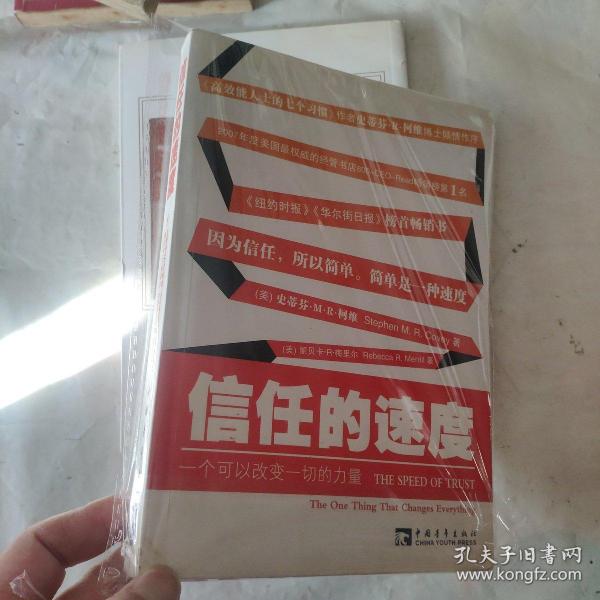 《高效能人士的七个习惯》作者史蒂芬·R·柯维博士倾情作序
2007年度美国最权威的经管书店800-CEO-Read排行榜第1名
《纽约时报》《华尔街日报》榜首畅销书
因为信任，所以简单。简单是一种速度
(美) 史蒂芬·M·R·柯维 Stephen M. R. Covey 著
(美) 丽贝卡·R·梅里尔 Rebecca R. Merrill 著
信任的速度
一个可以改变一切的力量 THE SPEED OF TRUST
The One Thing That Changes Everything
中国青年出版社
CHINA YOUTH PRESS
孔夫子旧书网
www.kongfz.com